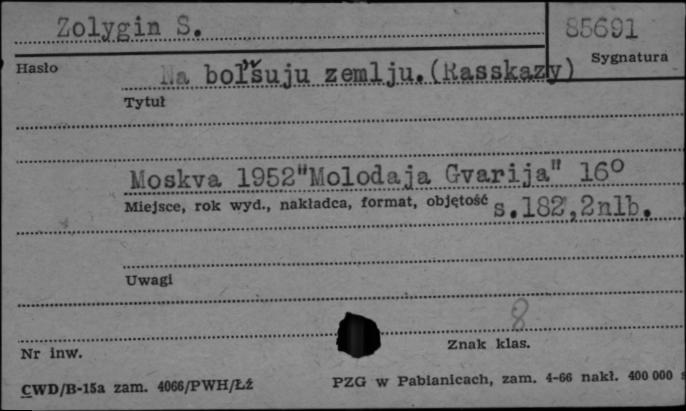 Zolygin S.
85691
Hasło
Sygnatura
Na bol'šuju zemlju.(Rasskazy)
Tytuł
Moskva 1952"Molodaja Gvarija" 16°
Miejsce, rok wyd., nakładca, format, objętość s.182,2nlb.
Uwagi
8
Nr inw.
Znak klas.
CWD/B-15a zam. 4066/PWH/Łź
PZG w Pabianicach, zam. 4-66 nakł. 400 000